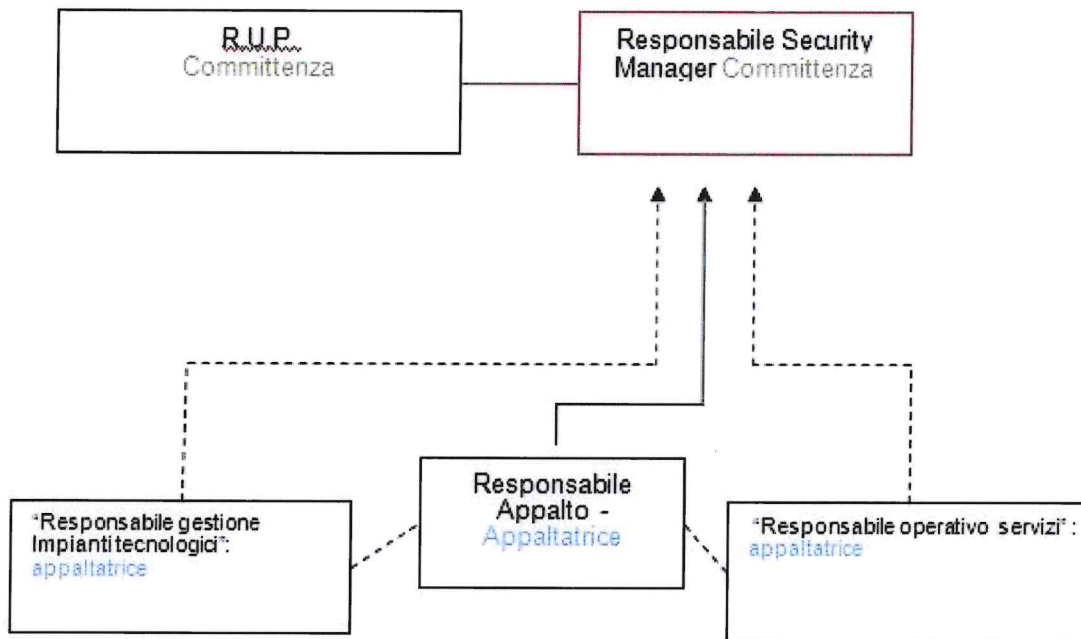 R.U.P.
Committenza
Responsabile Security
Manager Committenza
Responsabile
Appalto -
Appaltatrice
"Responsabile gestione
Impianti tecnologici":
appaltatrice
"Responsabile operativo servizi" :
appaltatrice